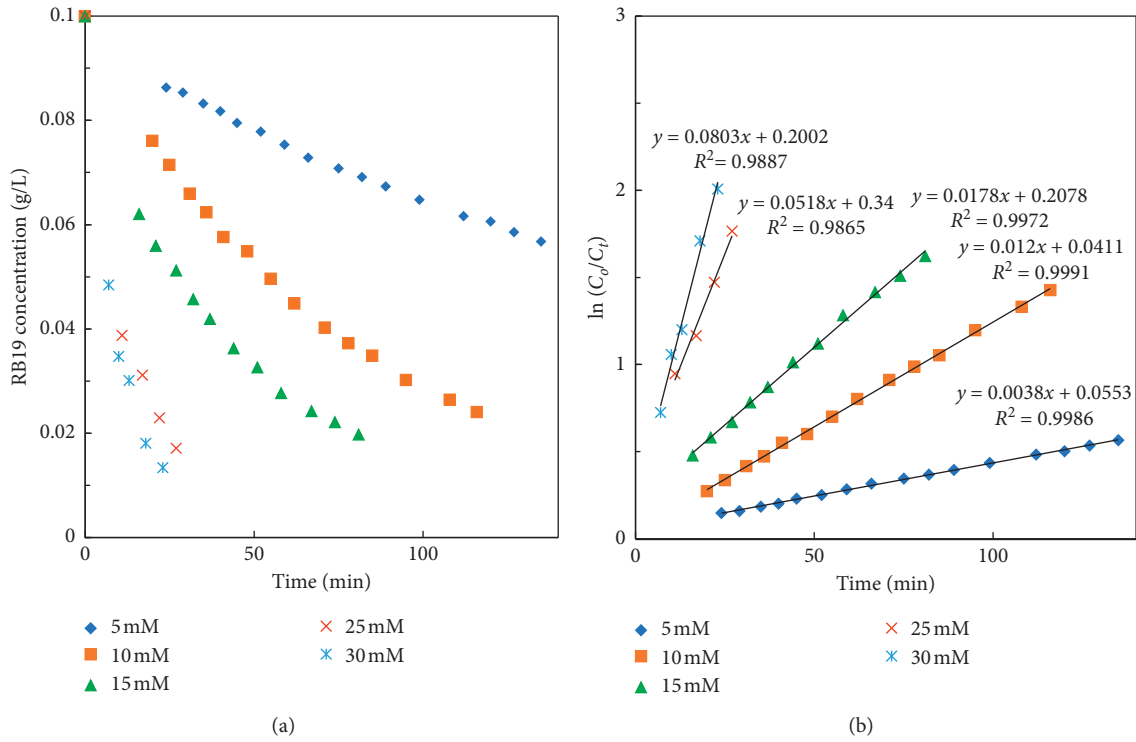 0.1
0.08
0.06
0.04
0.02
0
0
50
100
RB19 concentration (g/L)
Time (min)
5 mM
10 mM
15 mM
25 mM
30 mM
(a)
3
2
1
0
0
50
100
ln (C_o/C_t)
Time (min)
y = 0.0803x + 0.2002
R² = 0.9887
y = 0.0518x + 0.34
R² = 0.9865
y = 0.0178x + 0.2078
R² = 0.9972
y = 0.012x + 0.0411
R² = 0.9991
y = 0.0038x + 0.0553
R² = 0.9986
5 mM
10 mM
15 mM
25 mM
30 mM
(b)